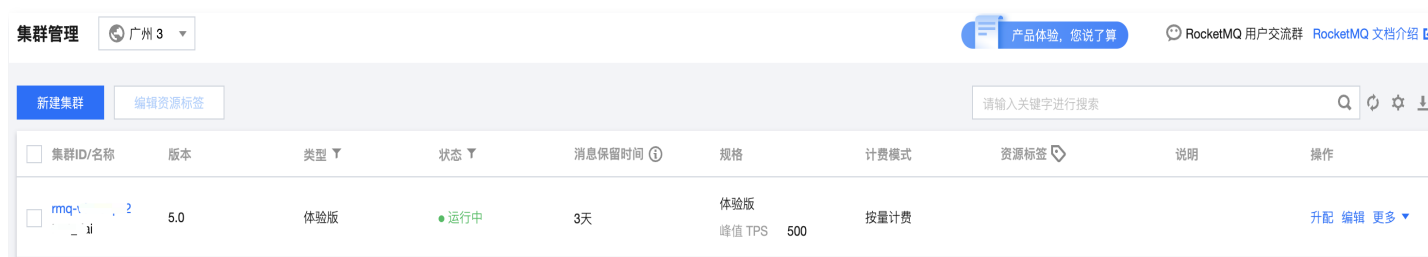 集群管理 广州 3 产品体验，您说了算 RocketMQ 用户交流群 RocketMQ 文档介绍
新建集群 编辑资源标签 请输入关键字进行搜索
集群ID/名称 版本 类型 状态 消息保留时间 规格 计费模式 资源标签 说明 操作
体验版
rmq- 2 5.0 体验版 运行中 3天 按量计费 升配 编辑 更多
峰值 TPS 500